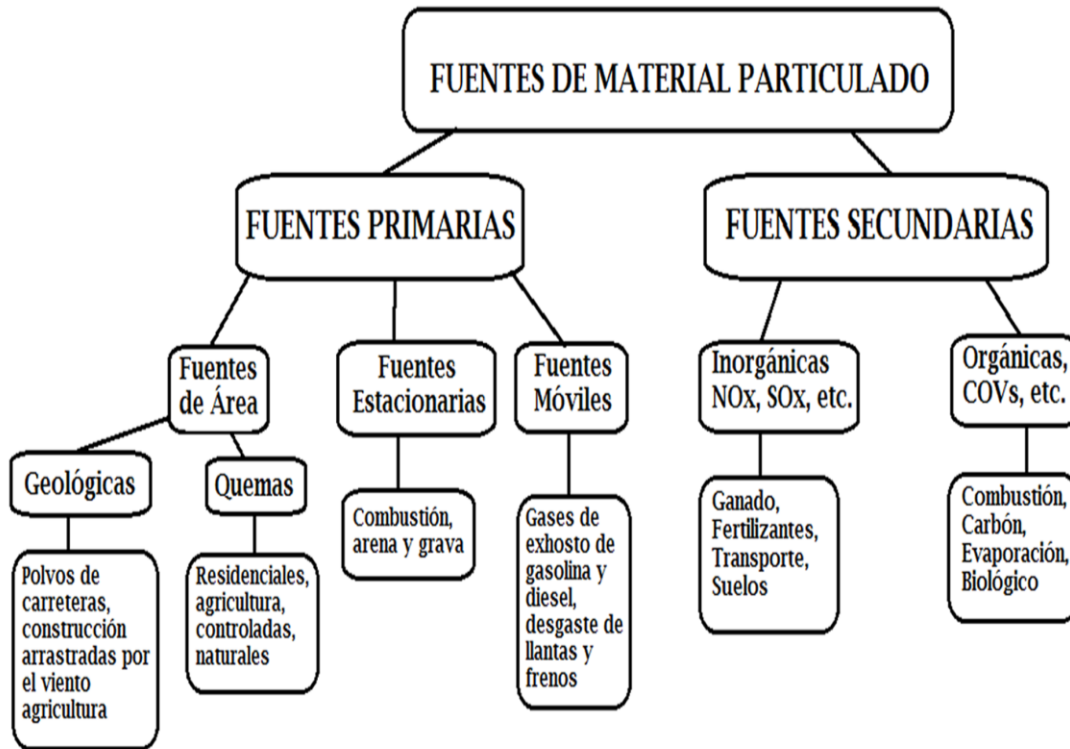 FUENTES DE MATERIAL PARTICULADO
FUENTES PRIMARIAS
FUENTES SECUNDARIAS
Fuentes
de Área
Fuentes
Estacionarias
Fuentes
Móviles
Inorgánicas
NOx, SOx, etc.
Orgánicas,
COVs, etc.
Geológicas
Quemas
Combustión,
arena y grava
Gases de
exhosto de
gasolina y
diesel,
desgaste de
llantas y
frenos
Ganado,
Fertilizantes,
Transporte,
Suelos
Combustión,
Carbón,
Evaporación,
Biológico
Polvos de
carreteras,
construcción
arrastradas por
el viento
agricultura
Residenciales,
agricultura,
controladas,
naturales